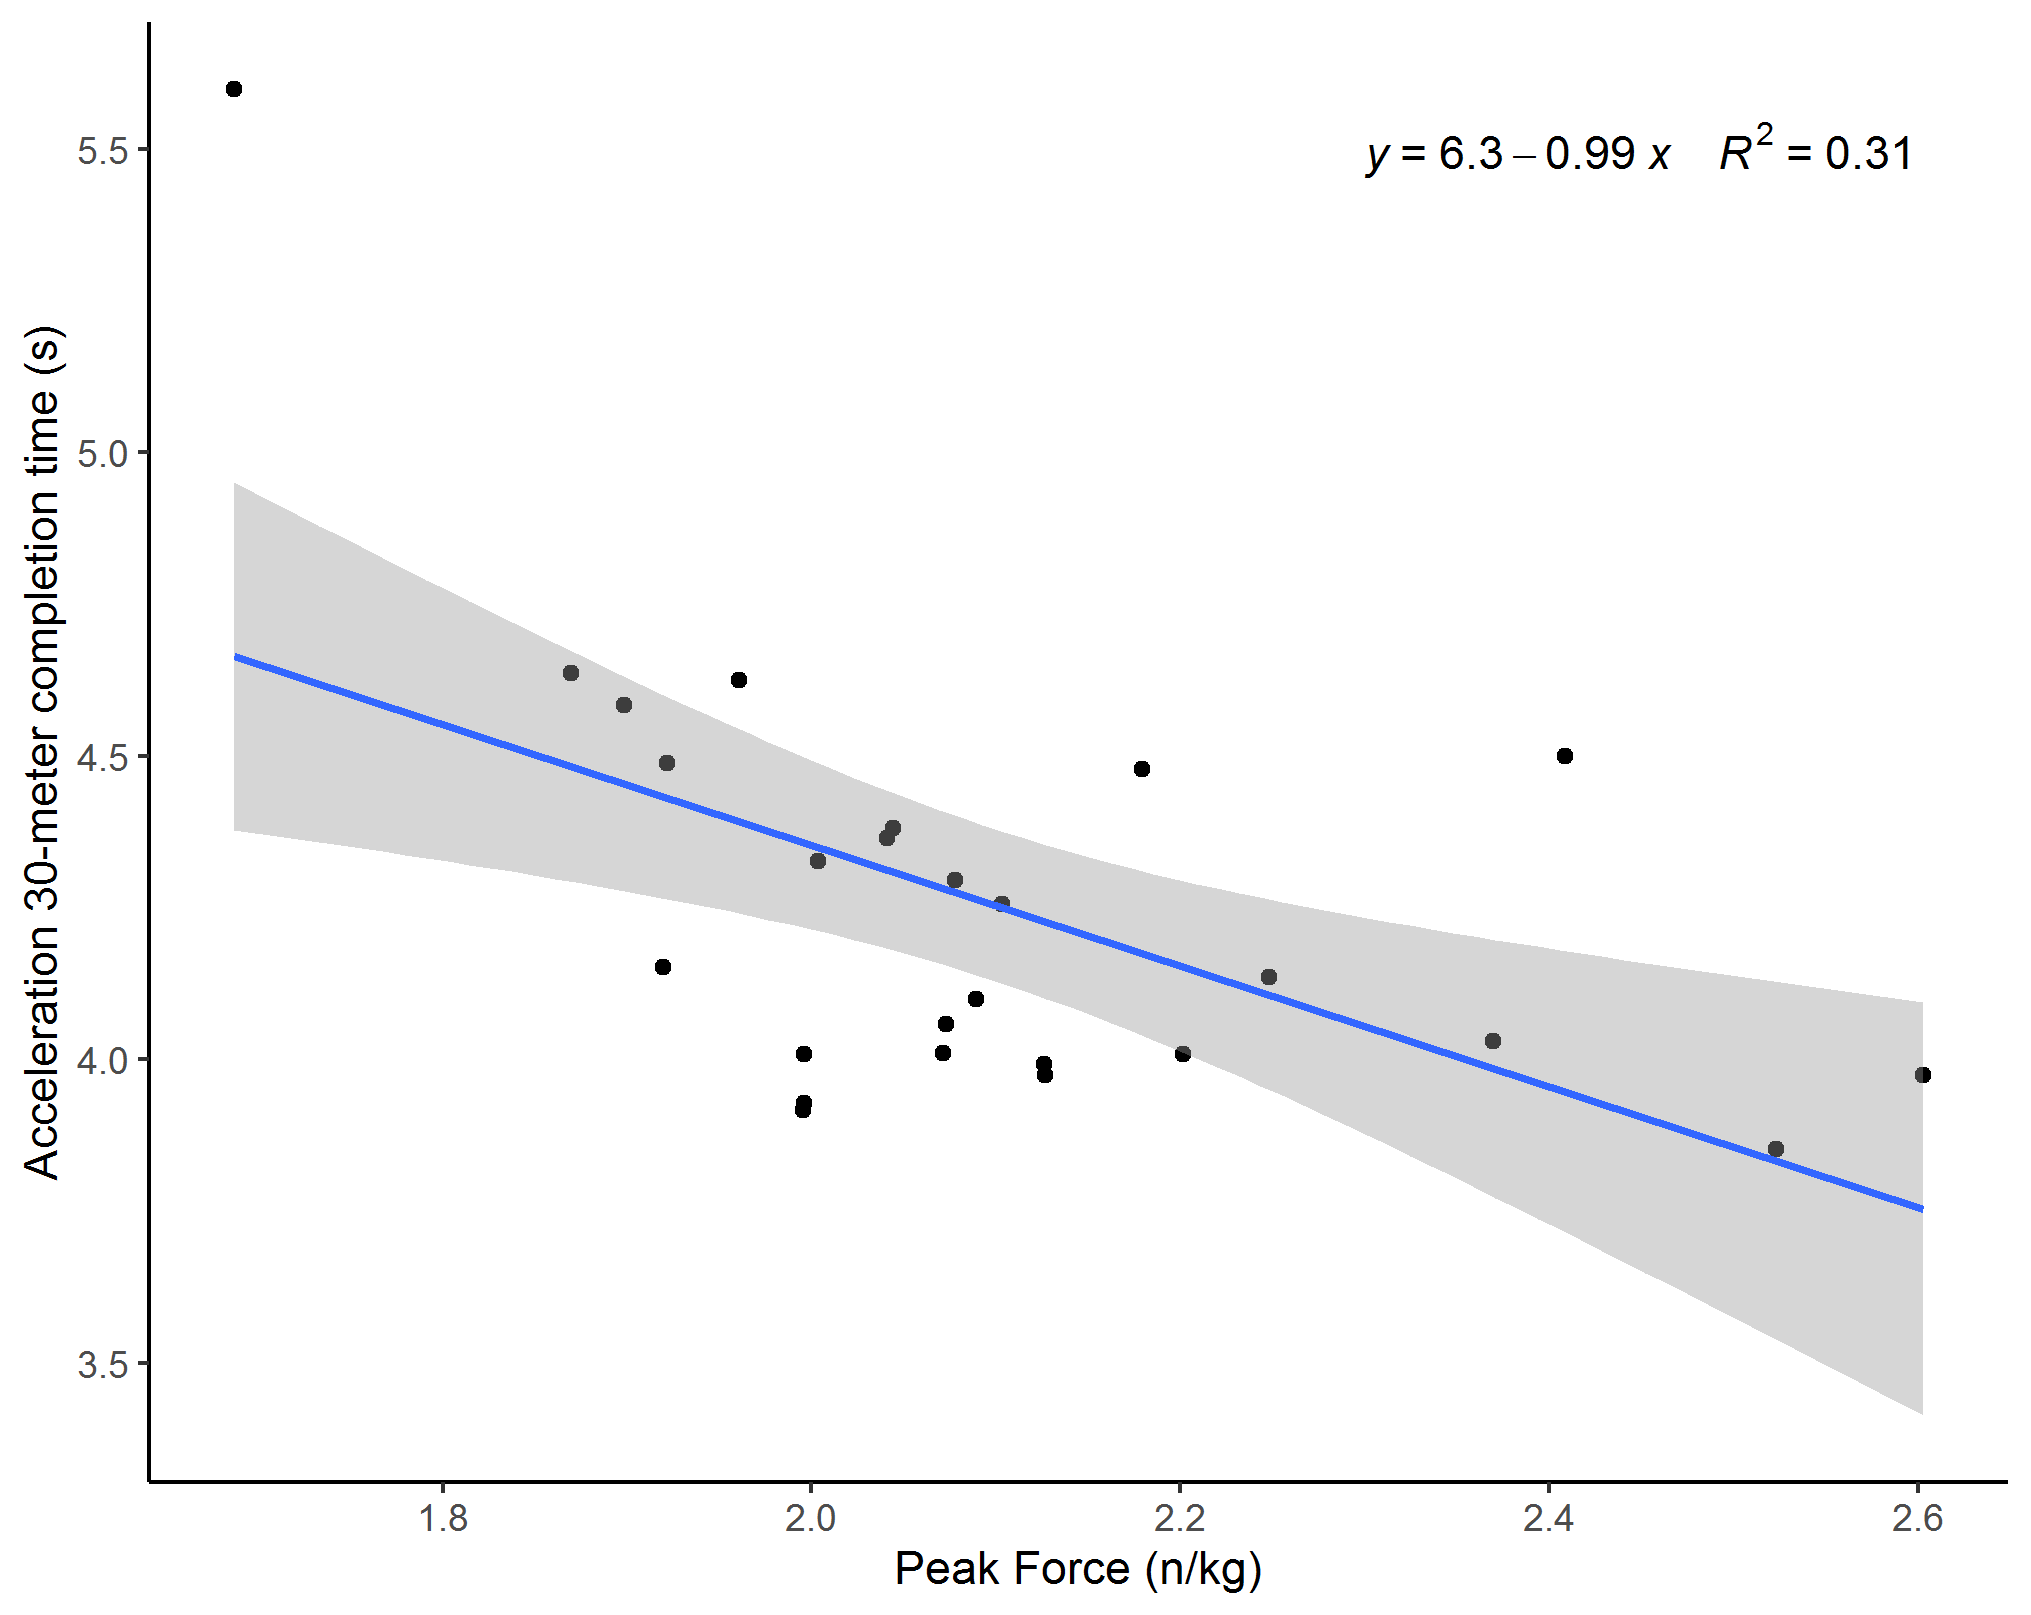 y = 6.3 – 0.99 x R² = 0.31
Acceleration 30-meter completion time (s)
5.5
5.0
4.5
4.0
3.5
1.8 2.0 2.2 2.4 2.6
Peak Force (n/kg)